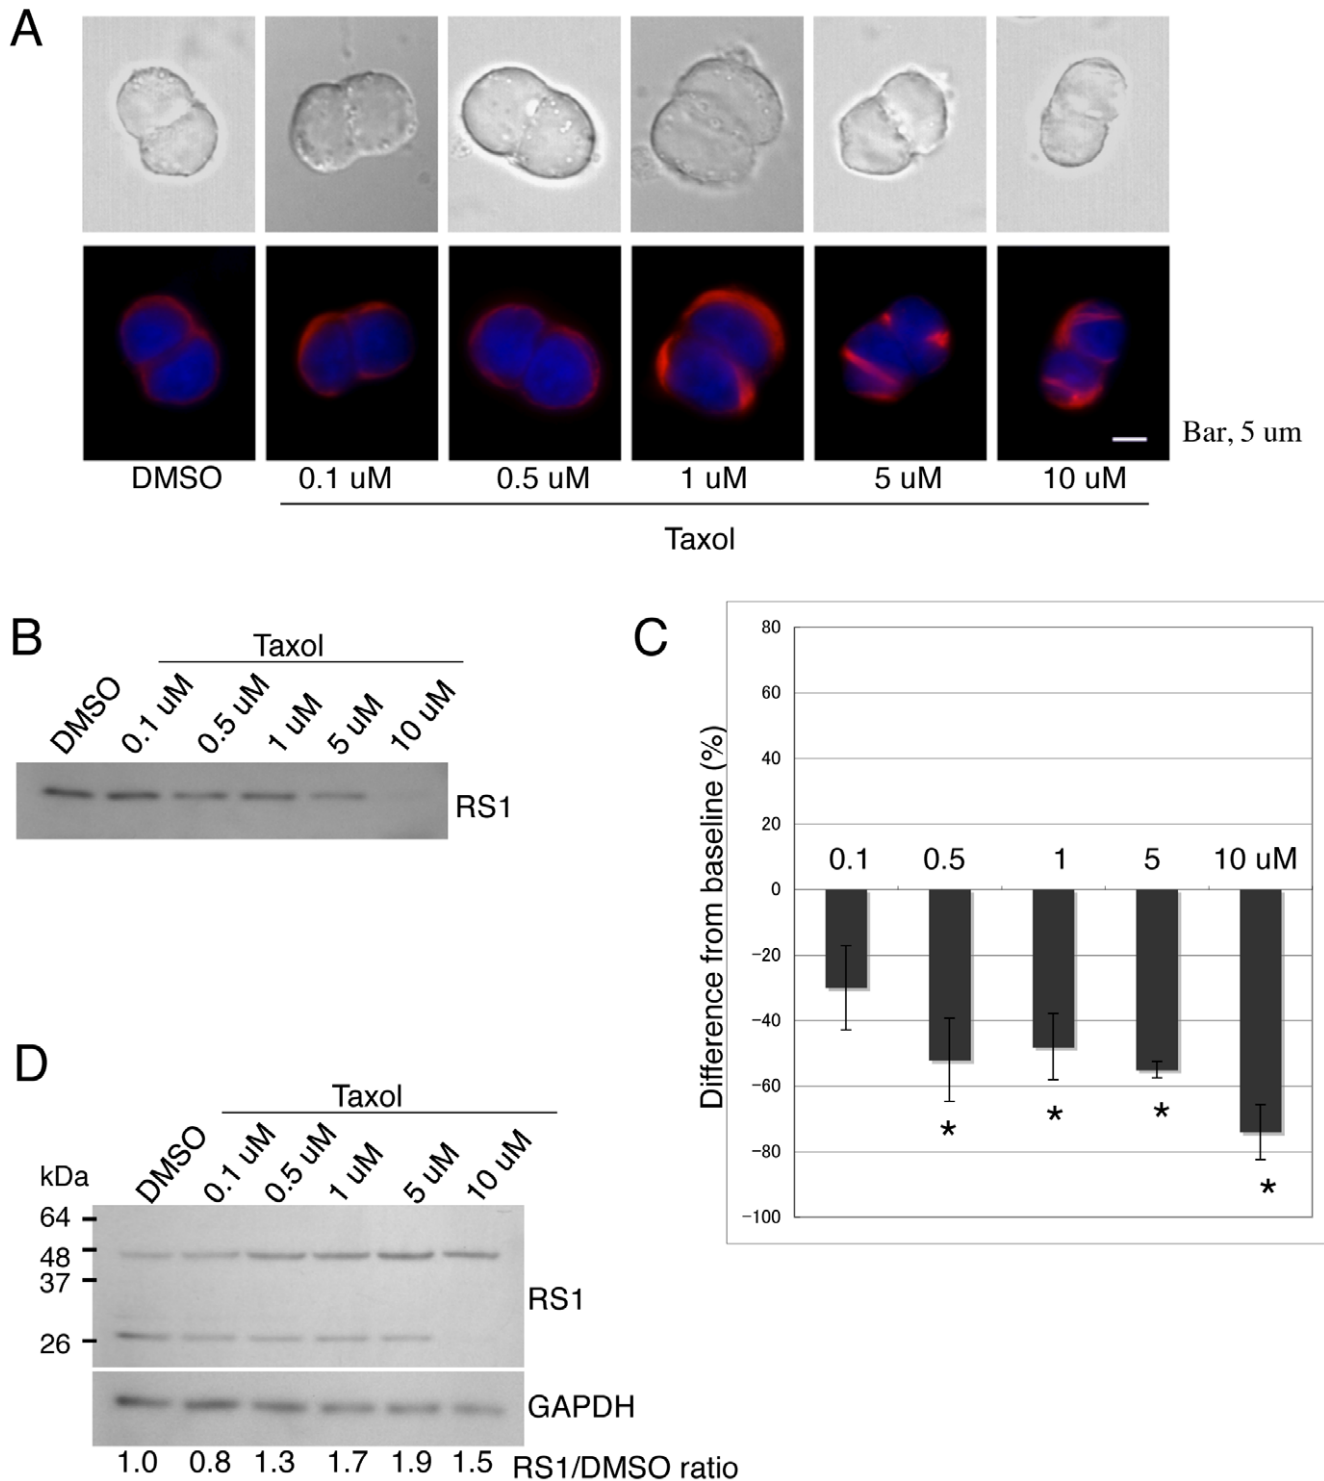 A
DMSO 0.1 uM 0.5 uM 1 uM 5 uM 10 uM
Bar, 5 um
Taxol
B
Taxol
DMSO 0.1 uM 0.5 uM 1 uM 5 uM 10 uM
RS1
C
Difference from baseline (%)
80
60
40
20
0.1 0.5 1 5 10 uM
0
−20
−40
−60
* * * *
−80
−100
D
Taxol
kDa DMSO 0.1 uM 0.5 uM 1 uM 5 uM 10 uM
64
48
37
RS1
26
GAPDH
1.0 0.8 1.3 1.7 1.9 1.5 RS1/DMSO ratio